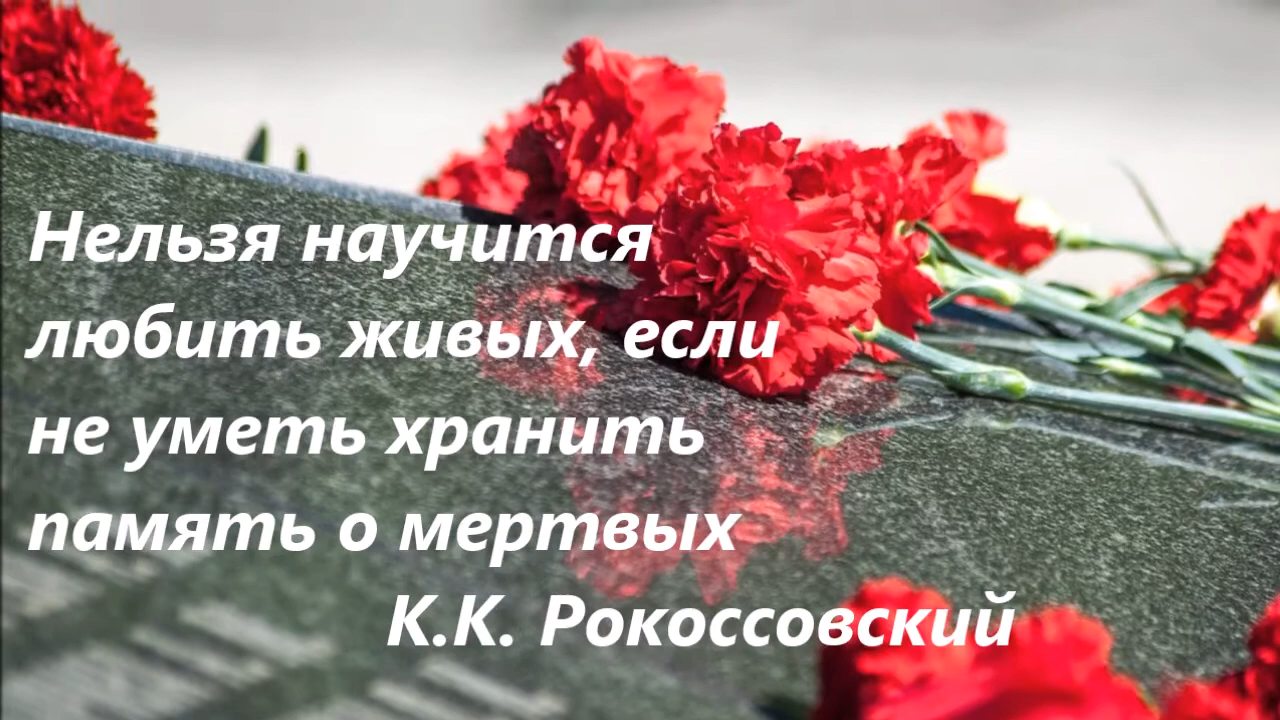 Нельзя научится
любить живых, если
не уметь хранить
память о мертвых
К.К. Рокоссовский